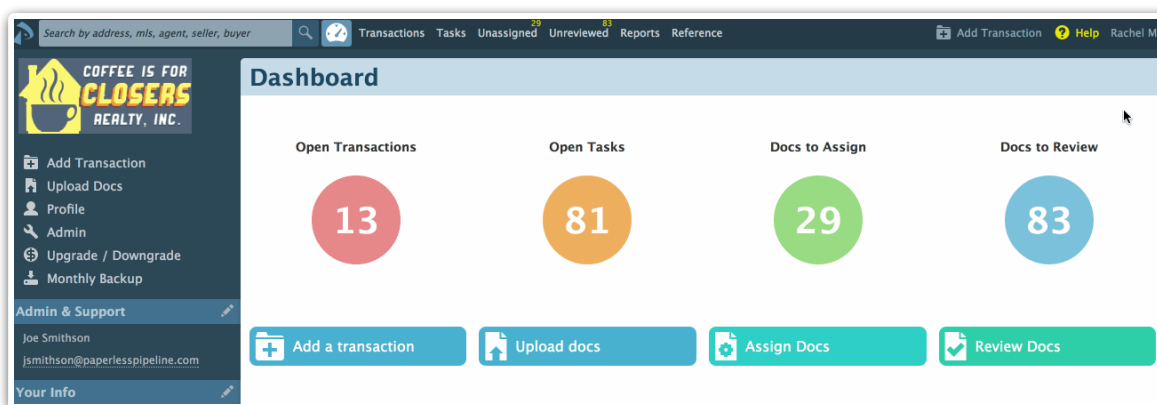 Search by address, mls, agent, seller, buyer
Transactions Tasks Unassigned 29 Unreviewed 83 Reports Reference
Add Transaction ? Help Rachel M
COFFEE IS FOR
CLOSERS
REALTY, INC.
Add Transaction
Upload Docs
Profile
Admin
Upgrade / Downgrade
Monthly Backup
Admin & Support
Joe Smithson
jsmithson@paperlesspipeline.com
Your Info
Dashboard
Open Transactions Open Tasks Docs to Assign Docs to Review
13 81 29 83
Add a transaction Upload docs Assign Docs Review Docs